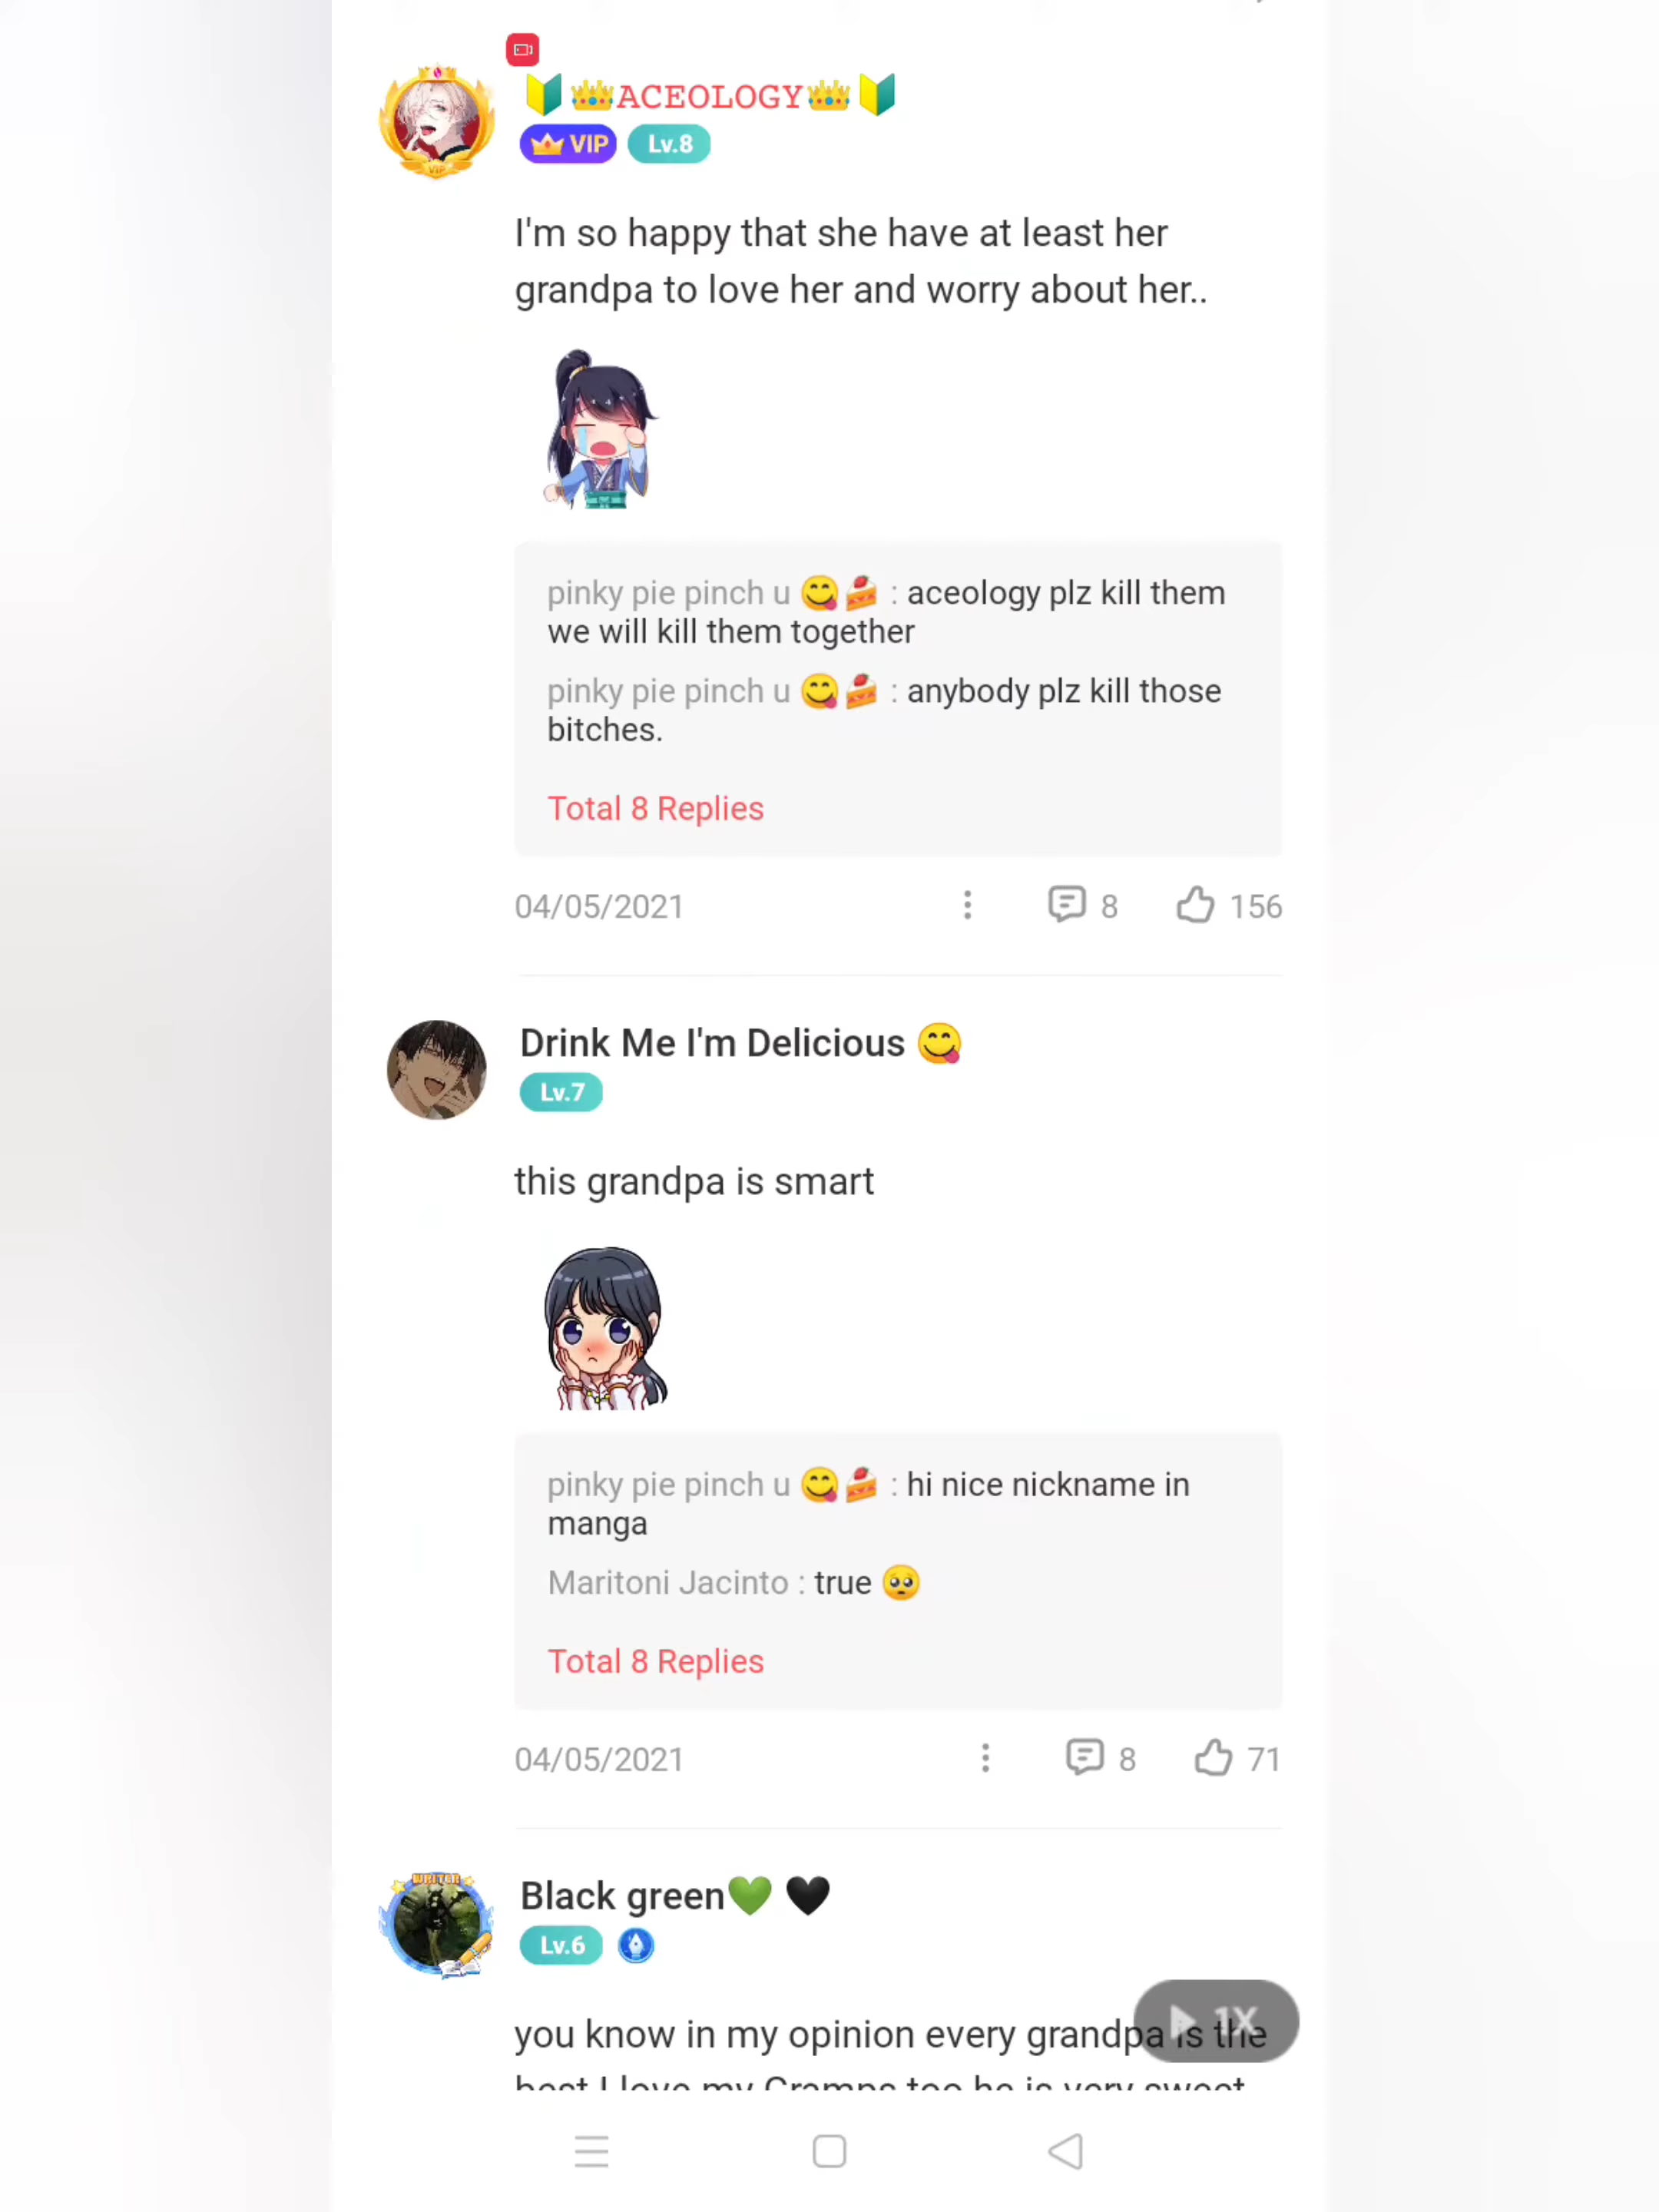 ACEOLOGY
VIP Lv.8
I'm so happy that she have at least her
grandpa to love her and worry about her..
pinky pie pinch u 😋🍰 : aceology plz kill them
we will kill them together
pinky pie pinch u 😋🍰 : anybody plz kill those
bitches.
Total 8 Replies
04/05/2021 8 156
Drink Me I'm Delicious 😋
Lv.7
this grandpa is smart
pinky pie pinch u 😋🍰 : hi nice nickname in
manga
Maritoni Jacinto : true 🥺
Total 8 Replies
04/05/2021 8 71
WRITER
Black green💚 🖤
Lv.6
you know in my opinion every grandpa is the
1X
best I love my Gramps too he is very sweet